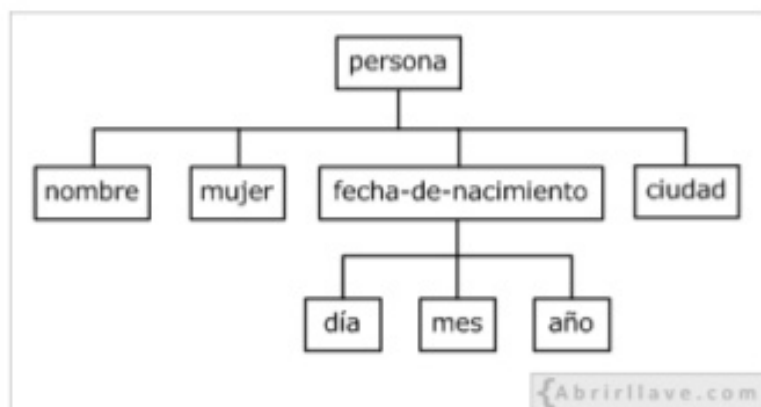 persona
nombre mujer fecha-de-nacimiento ciudad
día mes año
{Abrirllave.com